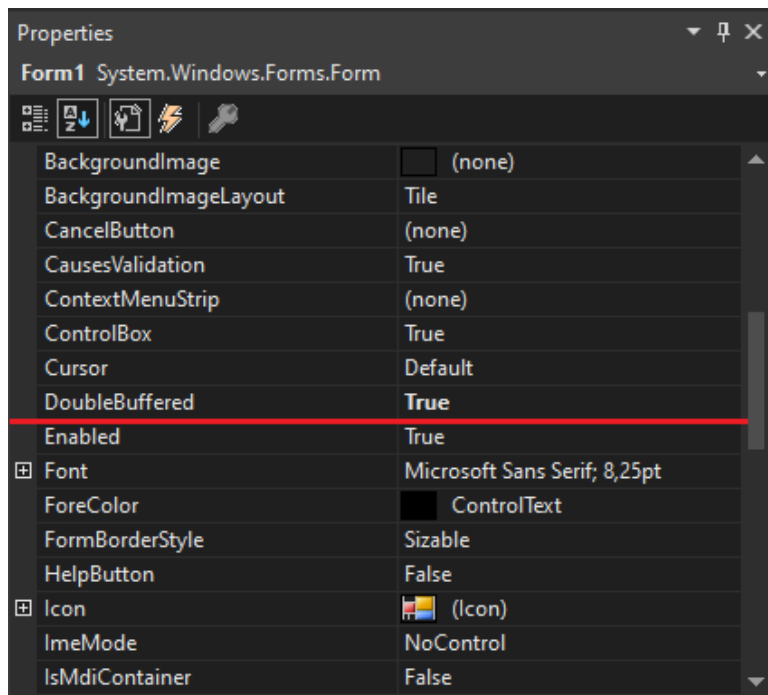 Properties
Form1 System.Windows.Forms.Form
BackgroundImage (none)
BackgroundImageLayout Tile
CancelButton (none)
CausesValidation True
ContextMenuStrip (none)
ControlBox True
Cursor Default
DoubleBuffered True
Enabled True
Font Microsoft Sans Serif; 8,25pt
ForeColor ControlText
FormBorderStyle Sizable
HelpButton False
Icon (Icon)
ImeMode NoControl
IsMdiContainer False